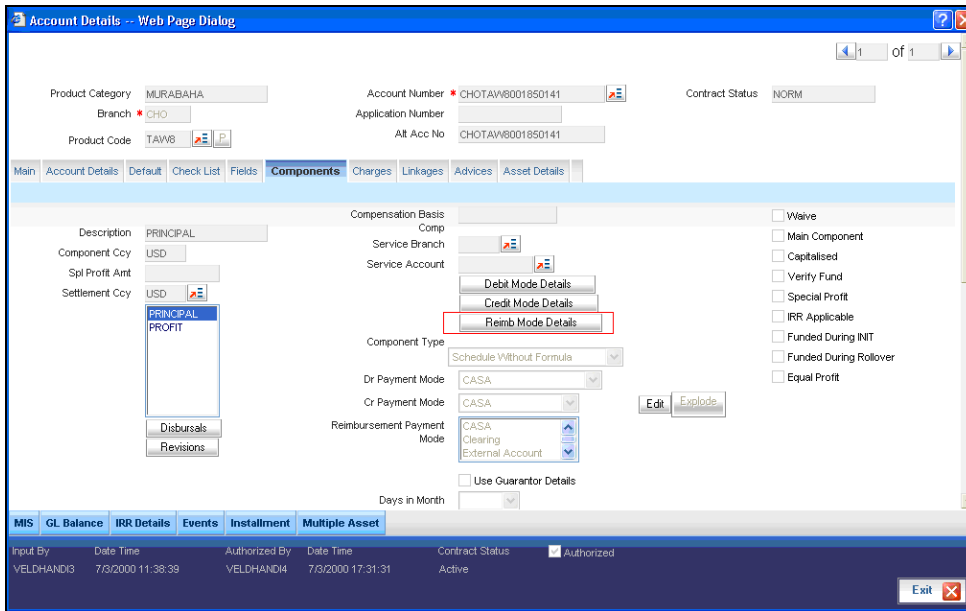 Account Details -- Web Page Dialog
1 of 1
Product Category MURABAHA Account Number * CHOTAW8001850141 Contract Status NORM
Branch * CHO Application Number
Product Code TAW8 P Alt Acc No CHOTAW8001850141
Main Account Details Default Check List Fields Components Charges Linkages Advices Asset Details
Compensation Basis Comp Waive
Description PRINCIPAL Service Branch Main Component
Component Ccy USD Service Account Capitalised
Spl Profit Amt Debit Mode Details Verify Fund
Settlement Ccy USD Credit Mode Details Special Profit
PRINCIPAL Reimb Mode Details IRR Applicable
PROFIT Component Type Funded During INIT
Schedule Without Formula Funded During Rollover
Dr Payment Mode CASA Equal Profit
Cr Payment Mode CASA Edit Explode
Disbursals Reimbursement Payment Mode CASA
Revisions Clearing
External Account
Use Guarantor Details
Days in Month
MIS GL Balance IRR Details Events Installment Multiple Asset
Input By Date Time Authorized By Date Time Contract Status Authorized
VELDHANDI3 7/3/2000 11:38:39 VELDHANDI4 7/3/2000 17:31:31 Active
Exit